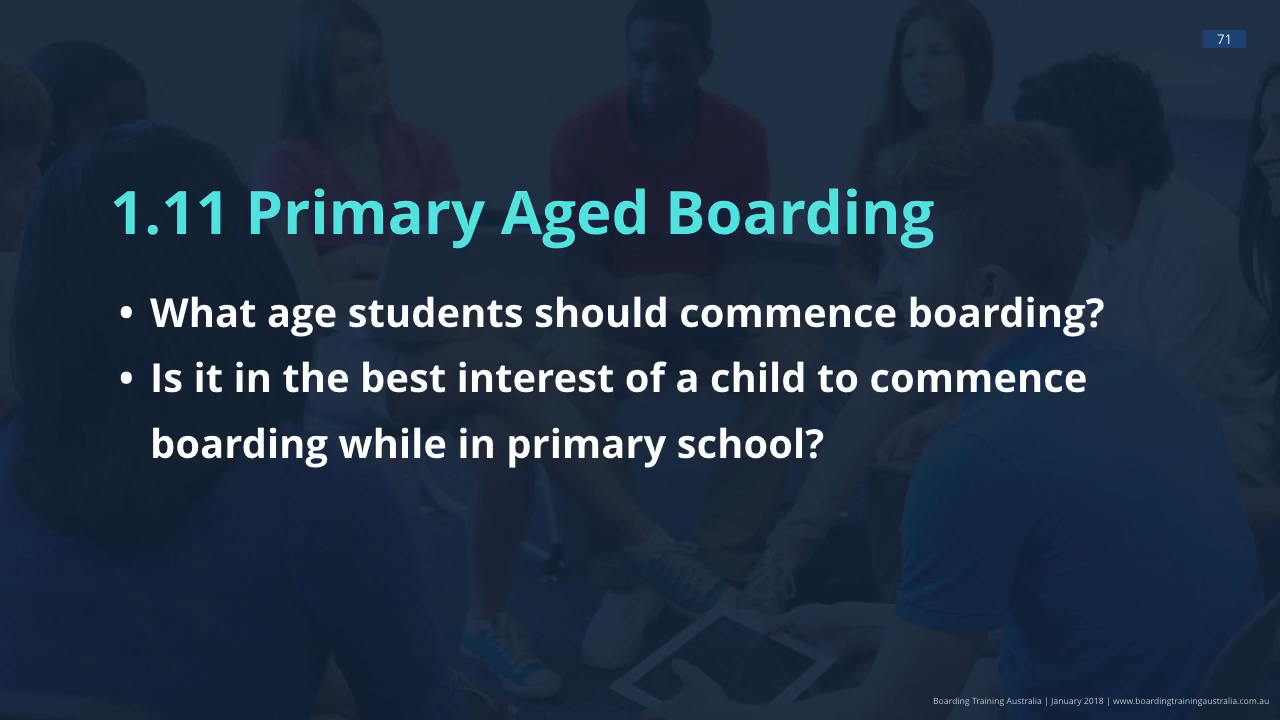 71
1.11 Primary Aged Boarding
• What age students should commence boarding?
• Is it in the best interest of a child to commence
boarding while in primary school?
Boarding Training Australia | January 2018 | www.boardingtrainingaustralia.com.au